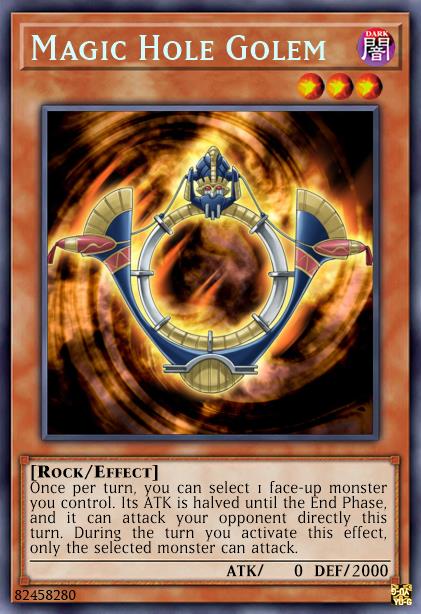 Magic Hole Golem
DARK
闇
[Rock/Effect]
Once per turn, you can select 1 face-up monster
you control. Its ATK is halved until the End Phase,
and it can attack your opponent directly this
turn. During the turn you activate this effect,
only the selected monster can attack.
ATK/ 0 DEF/2000
82458280